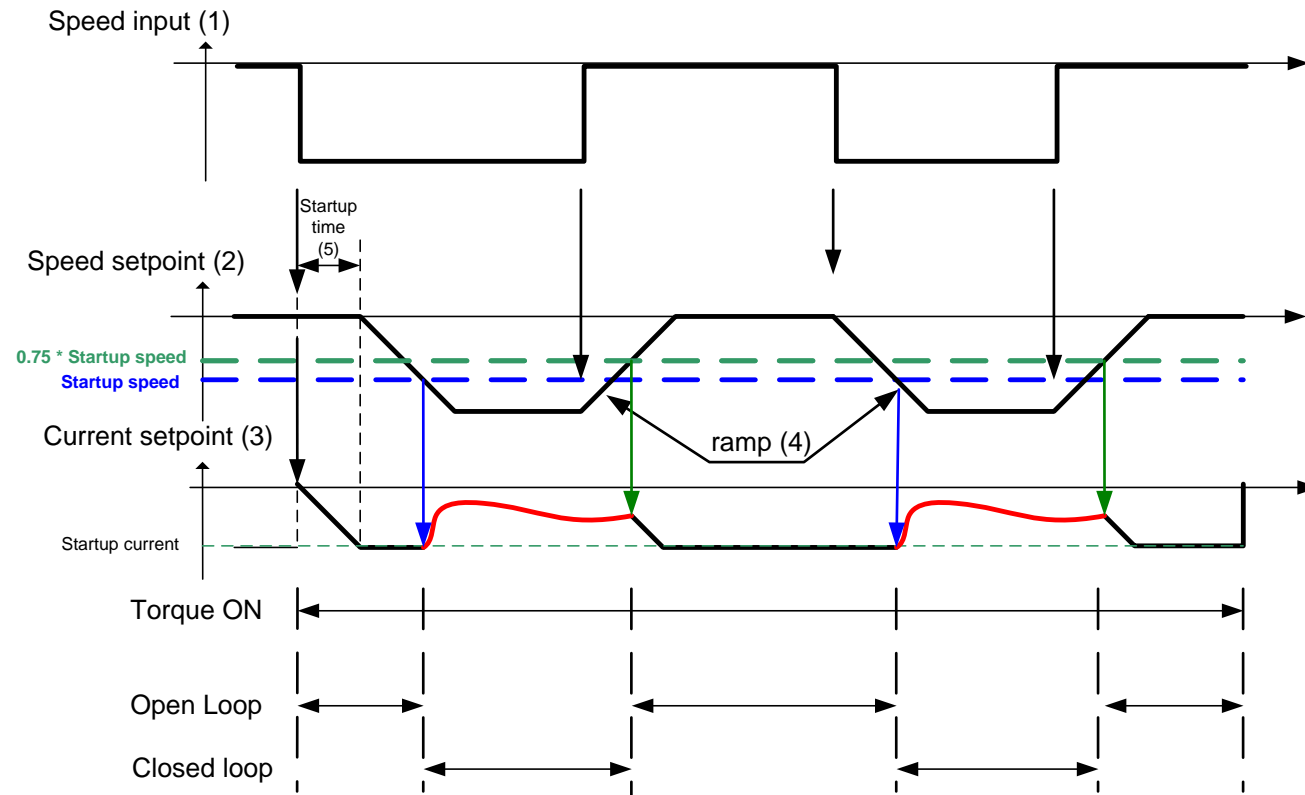 Speed input (1)
Startup
time
(5)
Speed setpoint (2)
0.75 * Startup speed
Startup speed
Current setpoint (3)
ramp (4)
Startup current
Torque ON
Open Loop
Closed loop